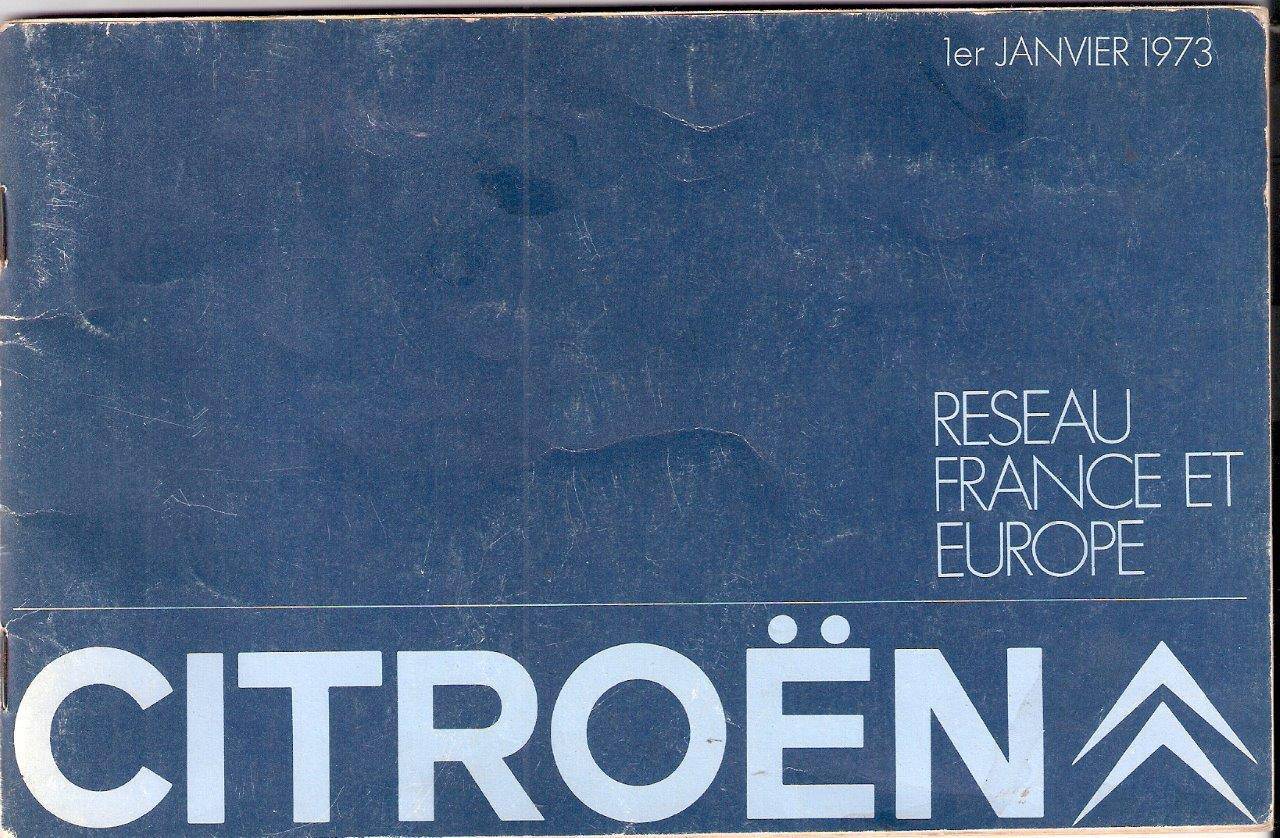 1er JANVIER 1973
RESEAU
FRANCE ET
EUROPE
CITROËN